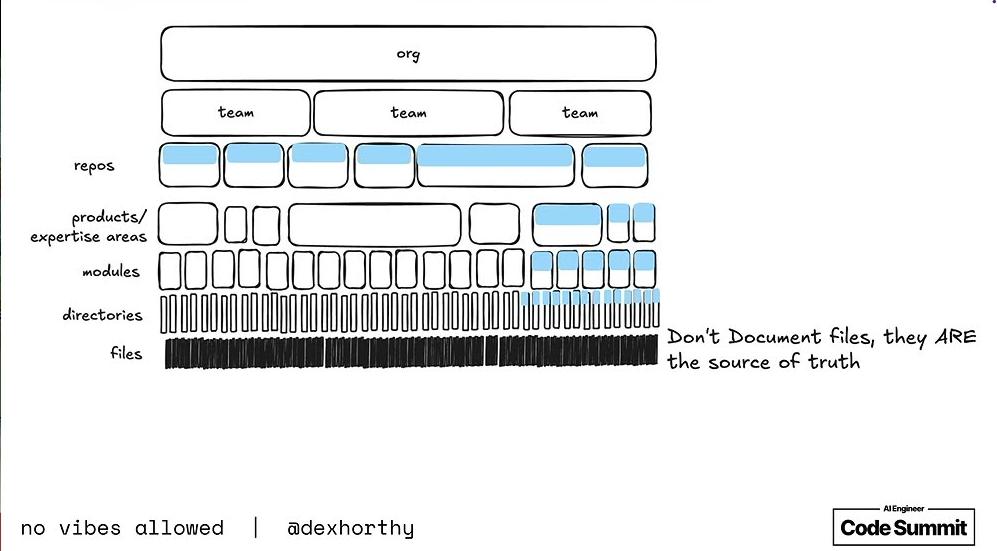 org
team
team
team
repos
products/
expertise areas
modules
directories
files
Don't Document files, they ARE
the source of truth
no vibes allowed | @dexhorthy
AI Engineer
Code Summit